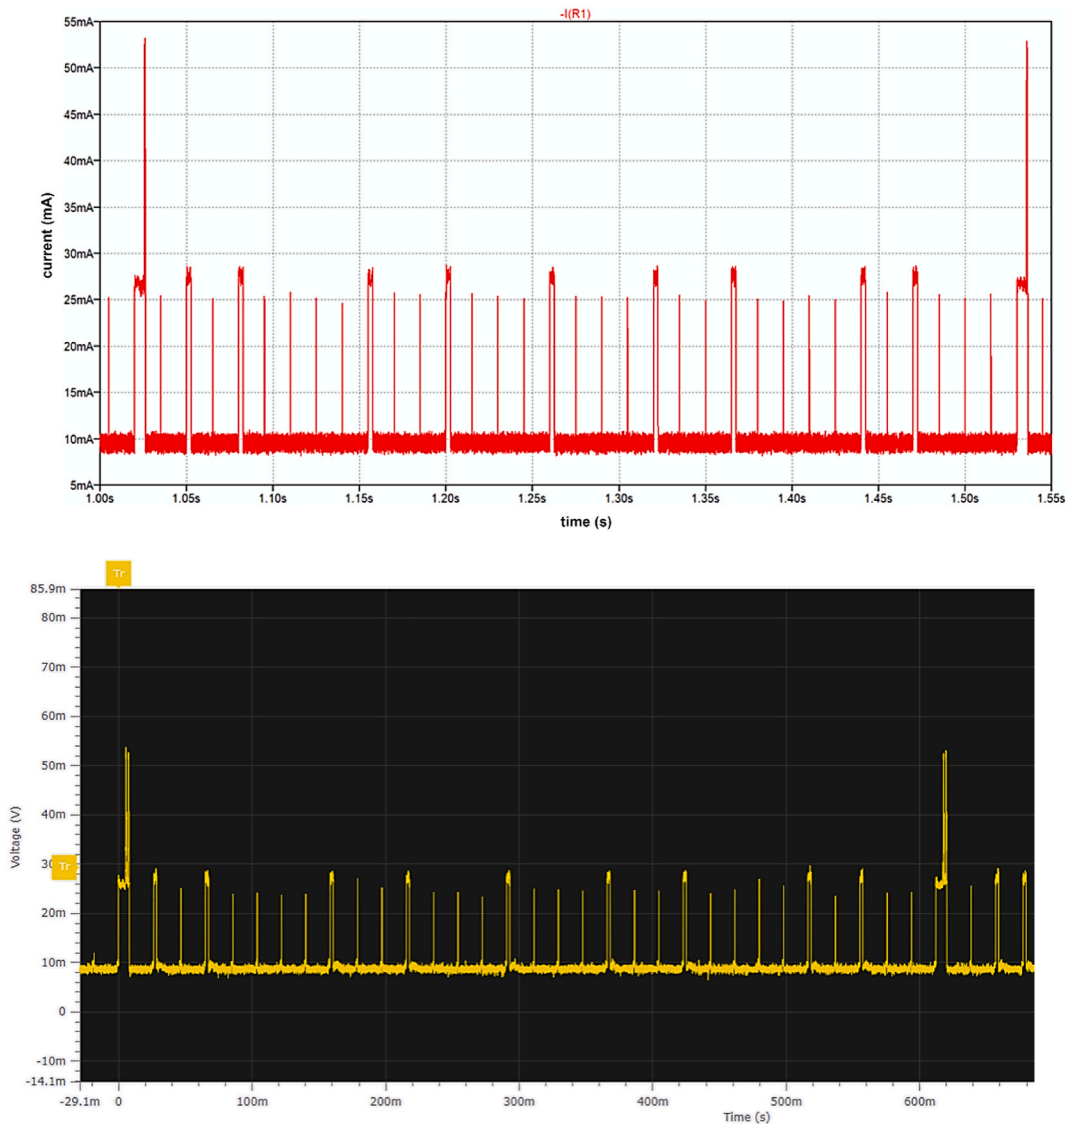 -I(R1)
55mA
50mA
45mA
40mA
35mA
30mA
25mA
20mA
15mA
10mA
5mA
current (mA)
1.00s 1.05s 1.10s 1.15s 1.20s 1.25s 1.30s 1.35s 1.40s 1.45s 1.50s 1.55s
time (s)
Tr
85.9m
80m
70m
60m
50m
40m
Tr
20m
10m
0
-10m
-14.1m
Voltage (V)
-29.1m 0 100m 200m 300m 400m 500m 600m
Time (s)